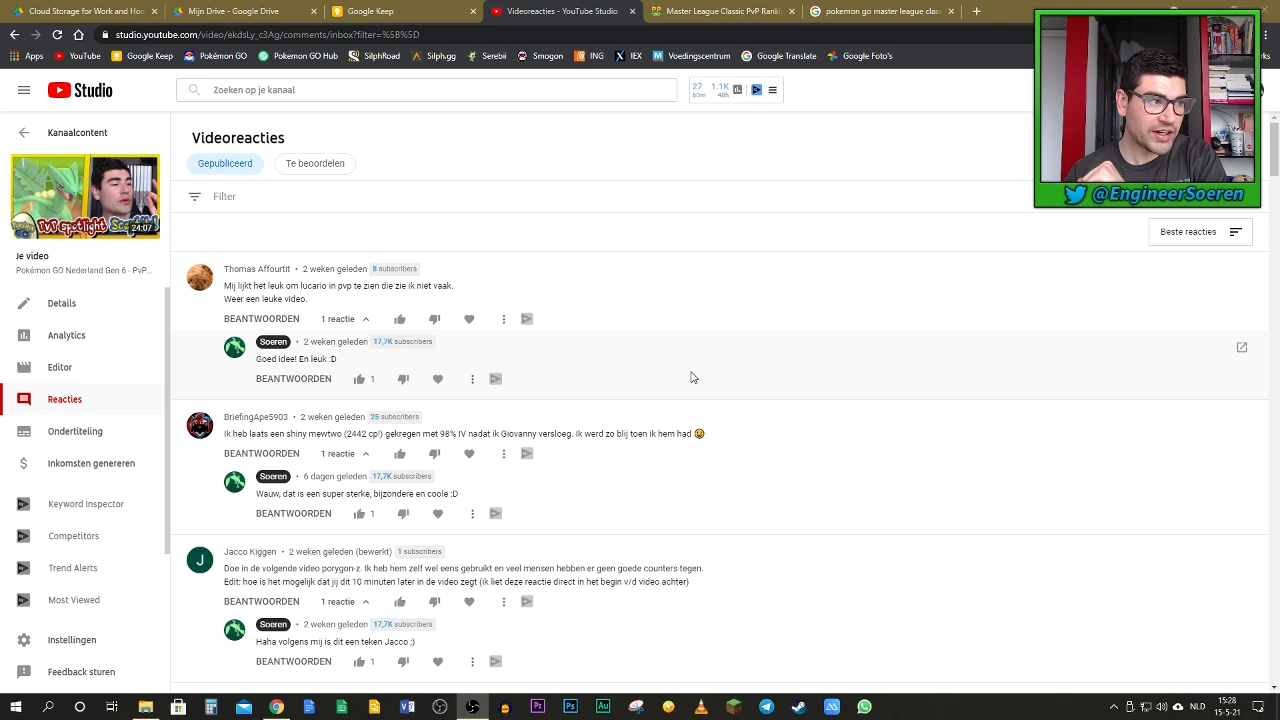 Cloud Storage for Work and Hom
Mijn Drive - Google Drive
Google Keep
Videoreacties - YouTube Studio
Master League Classic PvP Ranki
pokemon go master league classi
studio.youtube.com/video/ekdsLy_c3Ag/comments/inbox?filter=%5B%5D
Apps
YouTube
Google Keep
Pokémon GO
GO Hub
SilphRoad
Silph.gg
Serebii
Smogon
ING
IEX
Voedingscentrum
Google Translate
Google Foto's
Studio
Zoeken op je kanaal
27
60m
1.1K
48h
@EngineerSoeren
Kanaalcontent
PvP spotlight
24:07
Je video
Pokémon GO Nederland Gen 6 - PvP...
Details
Analytics
Editor
Reacties
Ondertiteling
Inkomsten genereren
Keyword Inspector
Competitors
Trend Alerts
Most Viewed
Instellingen
Feedback sturen
Videoreacties
Gepubliceerd
Te beoordelen
Filter
Beste reacties
Thomas Affourtit • 2 weken geleden 8 subscribers
Mij lijkt het leuk om lucario in pvp te zien die zie ik niet vaak.
Weer een leuke video.
BEANTWOORDEN 1 reactie
Soeren • 2 weken geleden 17,7K subscribers
Goed idee! En leuk :D
BEANTWOORDEN 1
BriefingApe5903 • 2 weken geleden 25 subscribers
Ik heb laats een shiny mewtwo (2442 cp!) gekregen met 98% IV nadat ik Giovanny versloeg. Ik werd zo blij toen ik hem had 😀
BEANTWOORDEN 1 reactie
Soeren • 6 dagen geleden 17,7K subscribers
Wauw, dat is een super sterke, bijzondere en coole :D
BEANTWOORDEN 1
J
Jacco Kiggen • 2 weken geleden (bewerkt) 1 subscribers
Doe in de volgende video porygon-z. Ik heb hem zelf wel eens gebruikt en veel mensen hebben er geen goede counters tegen.
Edit: hoe is het mogelijk dat jij dit 10 minuten later in de video zegt (ik liet deze reactie direct in het begin v/d video achter)
BEANTWOORDEN 1 reactie
Soeren • 2 weken geleden 17,7K subscribers
Haha volgens mij is dit een teken Jacco ;)
BEANTWOORDEN 1
Pr
Ps
Au
NLD
15:28
15-5-21